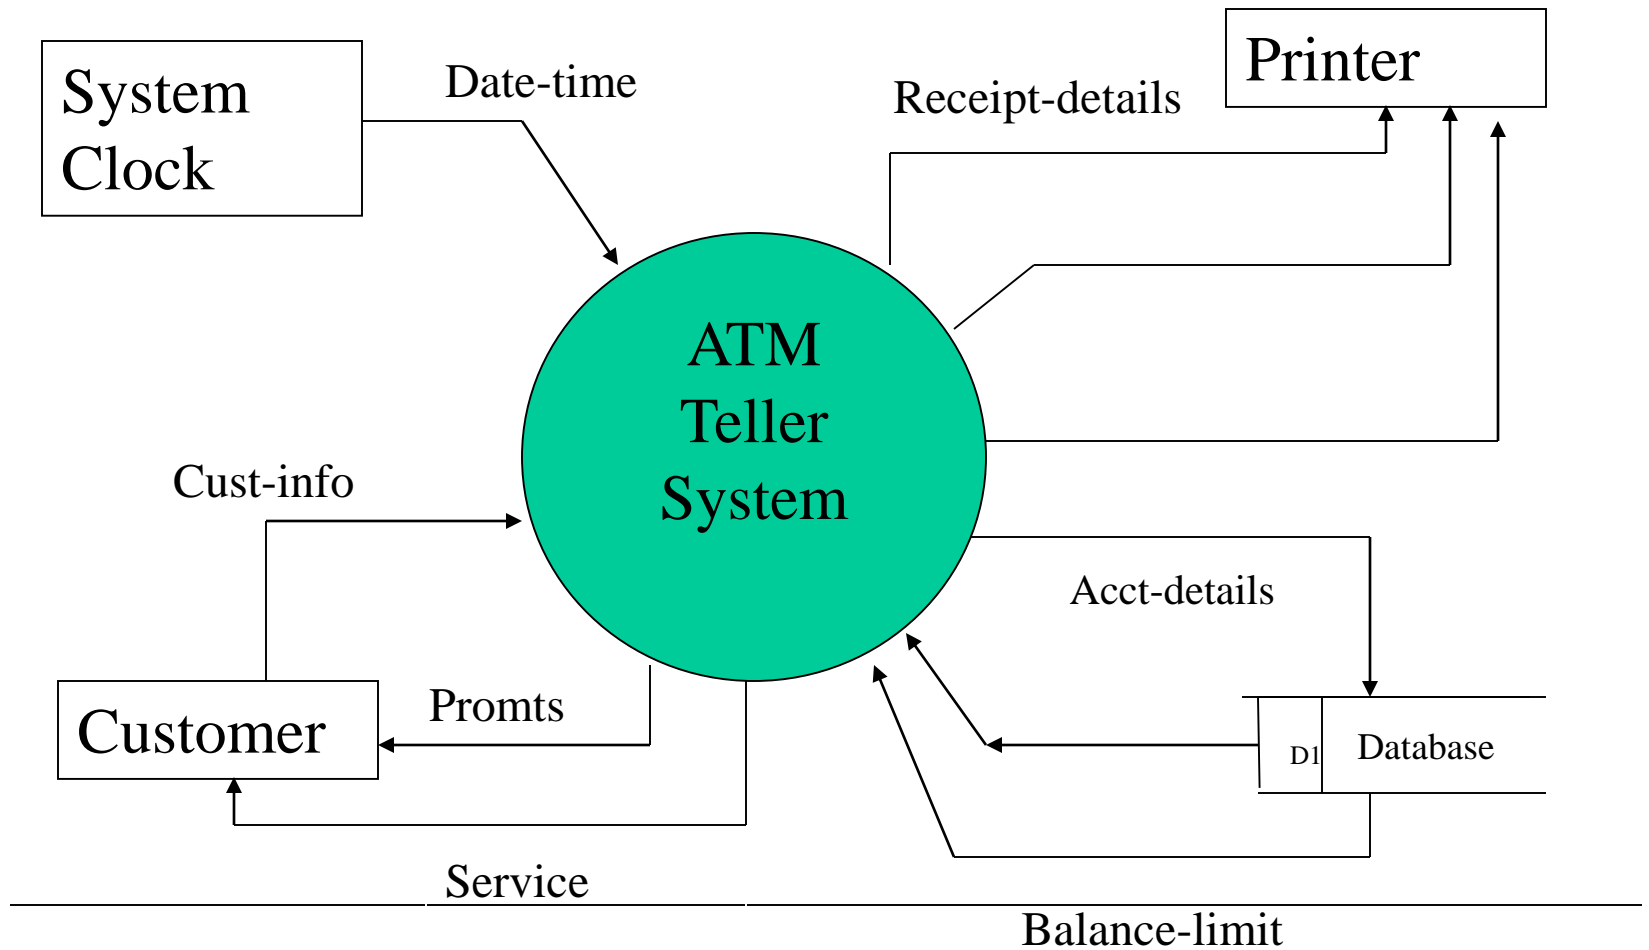 System
Clock
Date-time
Receipt-details
Printer
ATM
Teller
System
Cust-info
Acct-details
Customer
Promts
D1
Database
Service
Balance-limit